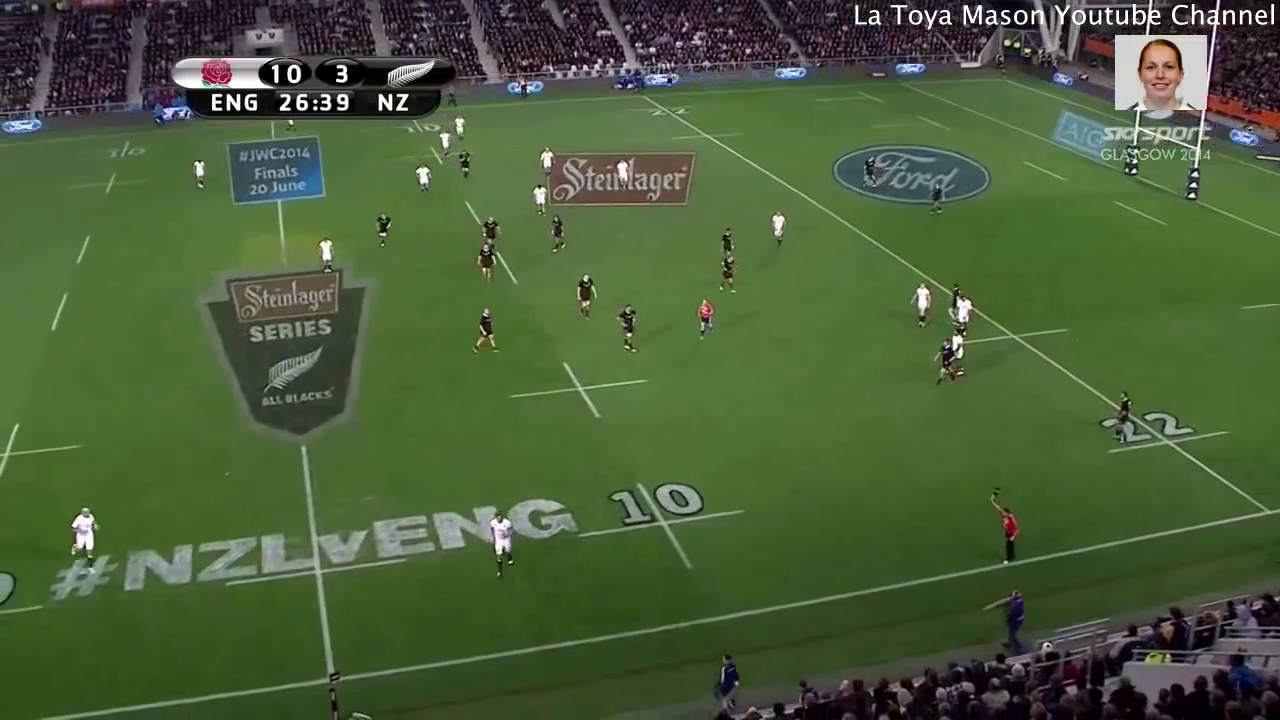 La Toya Mason Youtube Channel
10 3
ENG 26:39 NZ
sky sport
GLASGOW 2014
AIG
#JWC2014
Finals
20 June
Steinlager
Ford
Steinlager
SERIES
ALL BLACKS
22
#NZLvENG 10